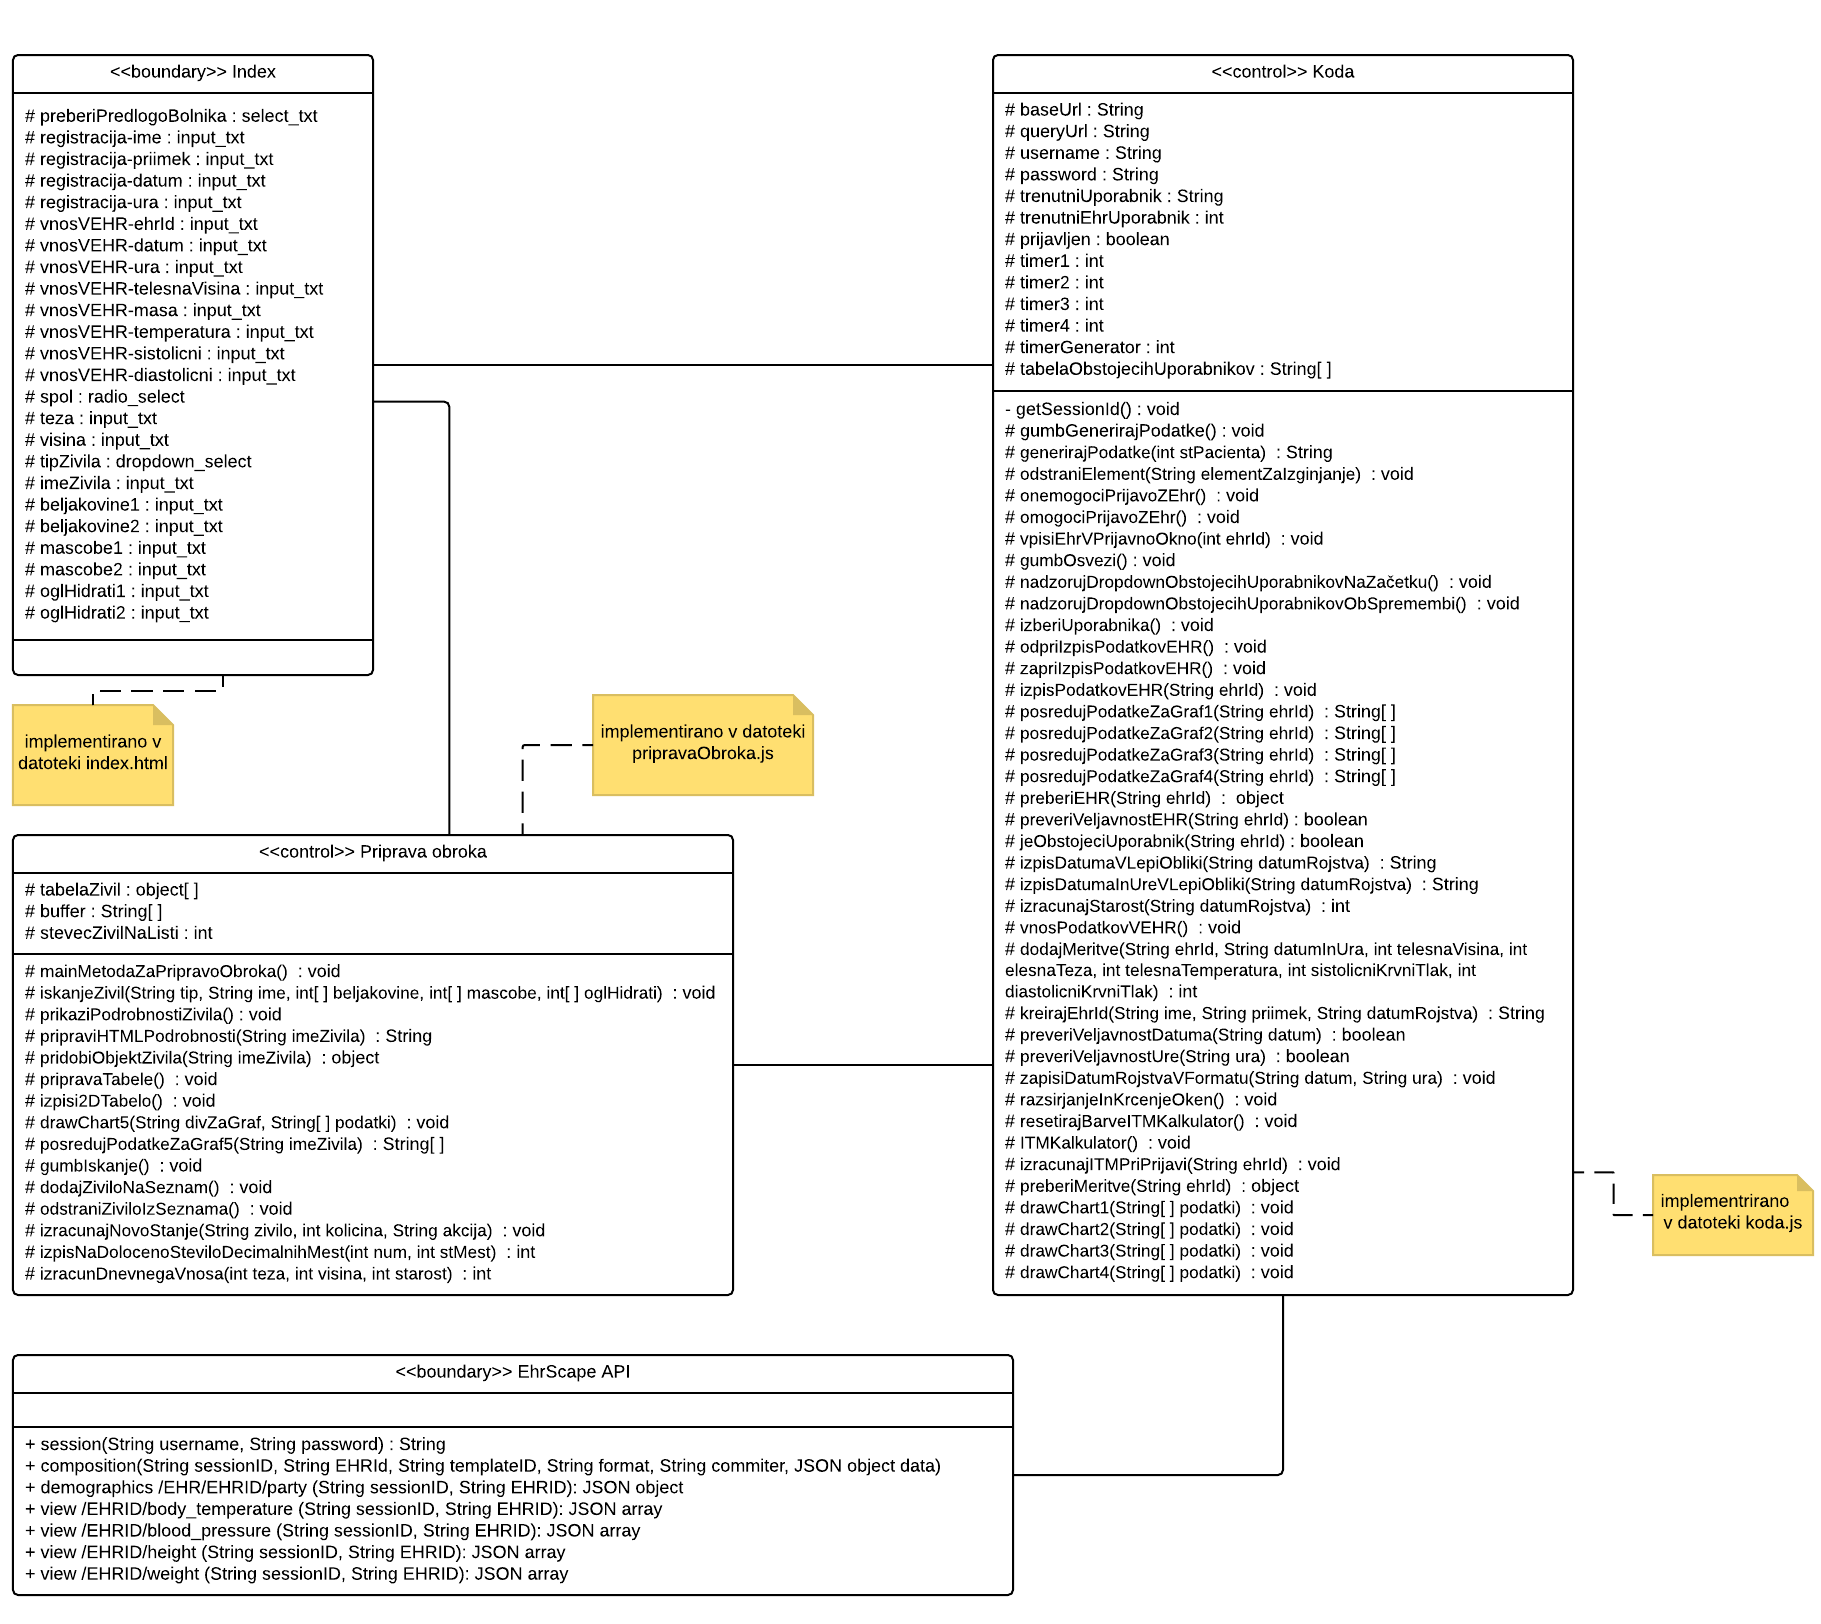 <<boundary>> Index
# preberiPredlogoBolnika : select_txt
# registracija-ime : input_txt
# registracija-priimek : input_txt
# registracija-datum : input_txt
# registracija-ura : input_txt
# vnosVEHR-ehrId : input_txt
# vnosVEHR-datum : input_txt
# vnosVEHR-ura : input_txt
# vnosVEHR-telesnaVisina : input_txt
# vnosVEHR-masa : input_txt
# vnosVEHR-temperatura : input_txt
# vnosVEHR-sistolicni : input_txt
# vnosVEHR-diastolicni : input_txt
# spol : radio_select
# teza : input_txt
# visina : input_txt
# tipZivila : dropdown_select
# imeZivila : input_txt
# beljakovine1 : input_txt
# beljakovine2 : input_txt
# mascobe1 : input_txt
# mascobe2 : input_txt
# oglHidrati1 : input_txt
# oglHidrati2 : input_txt
implementirano v
datoteki index.html
implementirano v datoteki
pripravaObroka.js
<<control>> Priprava obroka
# tabelaZivil : object[ ]
# buffer : String[ ]
# stevecZivilNaListi : int
# mainMetodaZaPripravoObroka()  : void
# iskanjeZivil(String tip, String ime, int[ ] beljakovine, int[ ] mascobe, int[ ] oglHidrati)  : void
# prikaziPodrobnostiZivila() : void
# pripraviHTMLPodrobnosti(String imeZivila)  : String
# pridobiObjektZivila(String imeZivila)  : object
# pripravaTabele()  : void
# izpisi2DTabelo()  : void
# drawChart5(String divZaGraf, String[ ] podatki)  : void
# posredujPodatkeZaGraf5(String imeZivila)  : String[ ]
# gumbIskanje()  : void
# dodajZiviloNaSeznam()  : void
# odstraniZiviloIzSeznama()  : void
# izracunajNovoStanje(String zivilo, int kolicina, String akcija)  : void
# izpisNaDolocenoSteviloDecimalnihMest(int num, int stMest)  : int
# izracunDnevnegaVnosa(int teza, int visina, int starost)  : int
<<control>> Koda
# baseUrl : String
# queryUrl : String
# username : String
# password : String
# trenutniUporabnik : String
# trenutniEhrUporabnik : int
# prijavljen : boolean
# timer1 : int
# timer2 : int
# timer3 : int
# timer4 : int
# timerGenerator : int
# tabelaObstojecihUporabnikov : String[ ]
- getSessionId() : void
# gumbGenerirajPodatke() : void
# generirajPodatke(int stPacienta)  : String
# odstraniElement(String elementZaIzginjanje)  : void
# onemogociPrijavoZEhr()  : void
# omogociPrijavoZEhr()  : void
# vpisiEhrVPrijavnoOkno(int ehrId)  : void
# gumbOsvezi() : void
# nadzorujDropdownObstojecihUporabnikovNaZačetku()  : void
# nadzorujDropdownObstojecihUporabnikovObSpremembi()  : void
# izberiUporabnika()  : void
# odpriIzpisPodatkovEHR()  : void
# zapriIzpisPodatkovEHR()  : void
# izpisPodatkovEHR(String ehrId)  : void
# posredujPodatkeZaGraf1(String ehrId)  : String[ ]
# posredujPodatkeZaGraf2(String ehrId)  : String[ ]
# posredujPodatkeZaGraf3(String ehrId)  : String[ ]
# posredujPodatkeZaGraf4(String ehrId)  : String[ ]
# preberiEHR(String ehrId)  :  object
# preveriVeljavnostEHR(String ehrId) : boolean
# jeObstojeciUporabnik(String ehrId) : boolean
# izpisDatumaVLepiObliki(String datumRojstva)  : String
# izpisDatumaInUreVLepiObliki(String datumRojstva)  : String
# izracunajStarost(String datumRojstva)  : int
# vnosPodatkovVEHR()  : void
# dodajMeritve(String ehrId, String datumInUra, int telesnaVisina, int
elesnaTeza, int telesnaTemperatura, int sistolicniKrvniTlak, int
diastolicniKrvniTlak)  : int
# kreirajEhrId(String ime, String priimek, String datumRojstva)  : String
# preveriVeljavnostDatuma(String datum)  : boolean
# preveriVeljavnostUre(String ura)  : boolean
# zapisiDatumRojstvaVFormatu(String datum, String ura)  : void
# razsirjanjeInKrcenjeOken()  : void
# resetirajBarveITMKalkulator()  : void
# ITMKalkulator()  : void
# izracunajITMPriPrijavi(String ehrId)  : void
# preberiMeritve(String ehrId)  : object
# drawChart1(String[ ] podatki)  : void
# drawChart2(String[ ] podatki)  : void
# drawChart3(String[ ] podatki)  : void
# drawChart4(String[ ] podatki)  : void
implementrirano
v datoteki koda.js
<<boundary>> EhrScape API
+ session(String username, String password) : String
+ composition(String sessionID, String EHRId, String templateID, String format, String commiter, JSON object data)
+ demographics /EHR/EHRID/party (String sessionID, String EHRID): JSON object
+ view /EHRID/body_temperature (String sessionID, String EHRID): JSON array
+ view /EHRID/blood_pressure (String sessionID, String EHRID): JSON array
+ view /EHRID/height (String sessionID, String EHRID): JSON array
+ view /EHRID/weight (String sessionID, String EHRID): JSON array